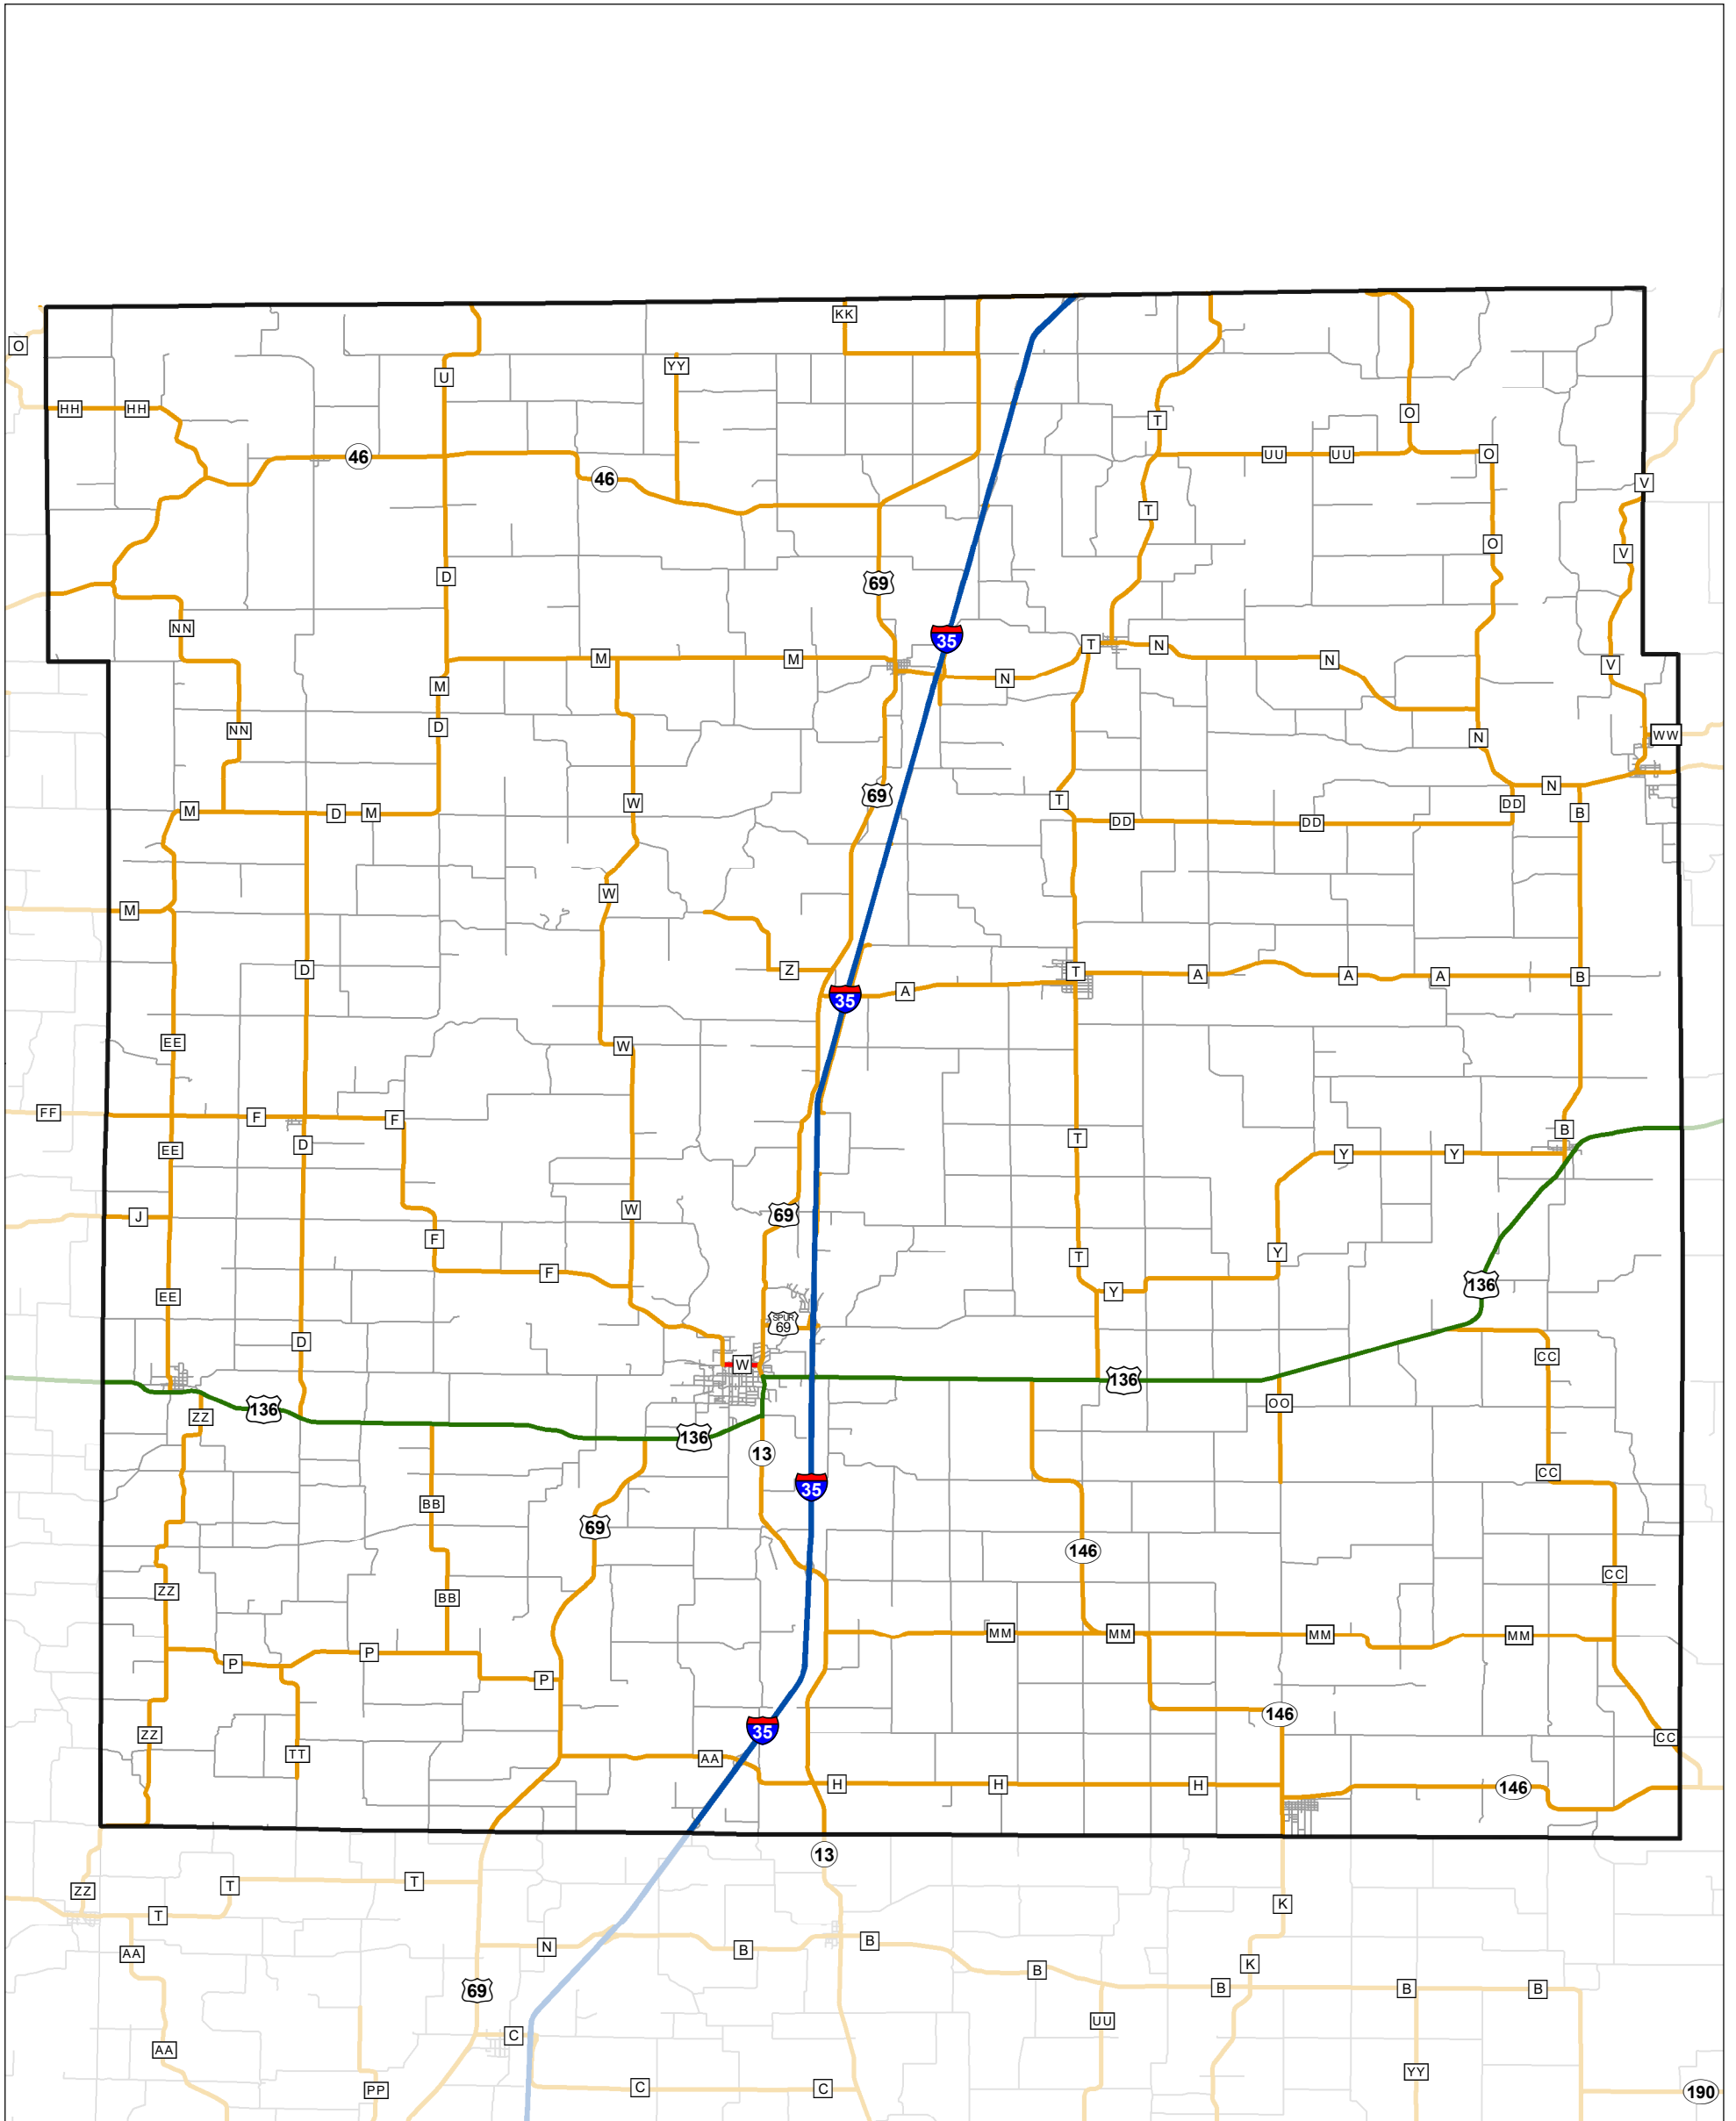 KK
O
YY
U
HH HH
O
T
46
UU UU O
46
V
T
O
V
D
69
NN
35
T N
M M N
V
N
M
D
NN
WW
N
N
69
T
W
DD
M D M
B
DD DD
W
M
D Z T A A A B
A
35
EE
W
FF F F
B
T
D
EE
Y Y
W
69
J
F
Y
T
F
136
Y
EE
SPUR
69
D
CC
W
136
OO
136
ZZ
136
13
CC
35
BB
69
146
CC
ZZ
BB
MM MM MM MM
P
P
P
146
35
ZZ
CC
TT AA
H H H 146
13
ZZ T T
K
T
B
N B
AA
K
B
B B B
69
UU
C
AA
YY
PP C C 190